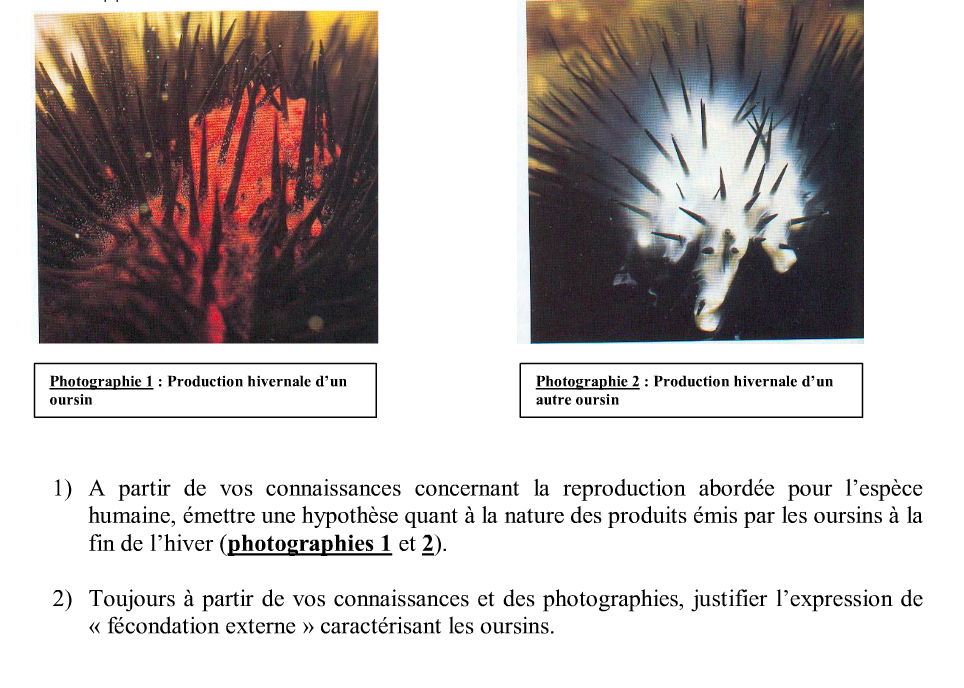 Photographie 1 : Production hivernale d’un
oursin
Photographie 2 : Production hivernale d’un
autre oursin
1) A partir de vos connaissances concernant la reproduction abordée pour l’espèce
humaine, émettre une hypothèse quant à la nature des produits émis par les oursins à la
fin de l’hiver (photographies 1 et 2).
2) Toujours à partir de vos connaissances et des photographies, justifier l’expression de
« fécondation externe » caractérisant les oursins.